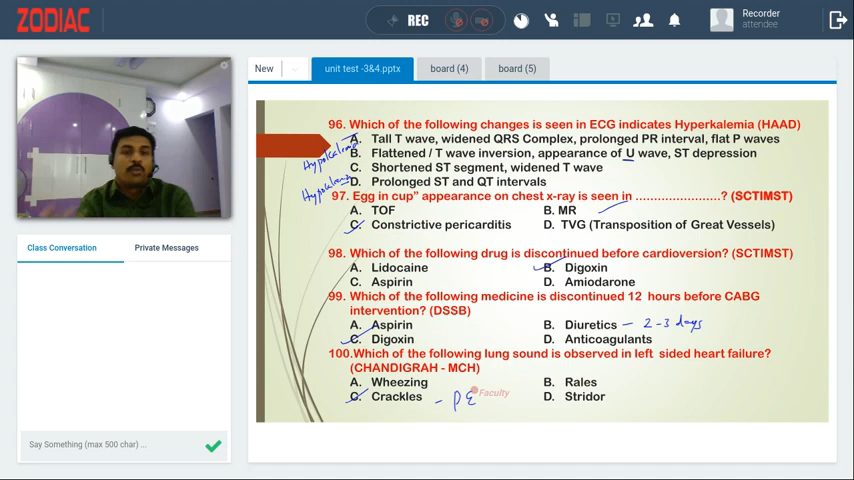 ZODIAC
REC
Recorder
attendee
New
unit test -3&4.pptx
board (4)
board (5)
96. Which of the following changes is seen in ECG indicates Hyperkalemia (HAAD)
A. Tall T wave, widened QRS Complex, prolonged PR interval, flat P waves
B. Flattened / T wave inversion, appearance of U wave, ST depression
C. Shortened ST segment, widened T wave
D. Prolonged ST and QT intervals
97. Egg in cup” appearance on chest x-ray is seen in .......................? (SCTIMST)
A. TOF
B. MR
C. Constrictive pericarditis
D. TVG (Transposition of Great Vessels)
98. Which of the following drug is discontinued before cardioversion? (SCTIMST)
A. Lidocaine
B. Digoxin
C. Aspirin
D. Amiodarone
99. Which of the following medicine is discontinued 12 hours before CABG
intervention? (DSSB)
A. Aspirin
B. Diuretics – 2-3 days
C. Digoxin
D. Anticoagulants
100.Which of the following lung sound is observed in left sided heart failure?
(CHANDIGRAH - MCH)
A. Wheezing
B. Rales
C. Crackles - PE
Faculty
D. Stridor
Class Conversation
Private Messages
Say Something (max 500 char) ...